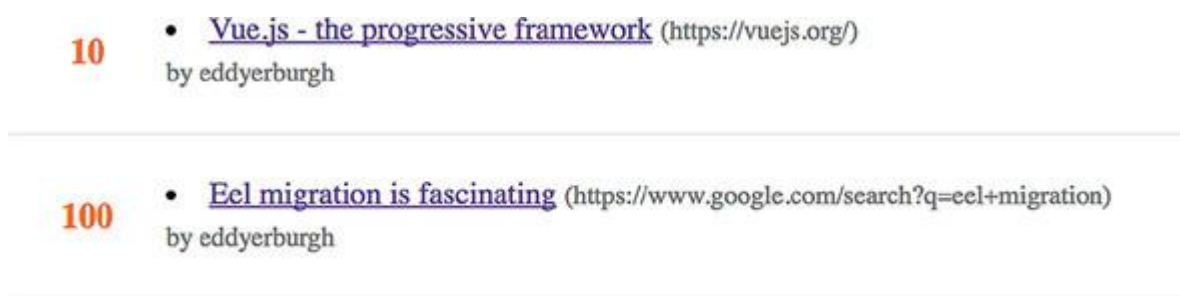 10
• Vue.js - the progressive framework (https://vuejs.org/)
by eddyerburgh
100
• Eel migration is fascinating (https://www.google.com/search?q=eel+migration)
by eddyerburgh